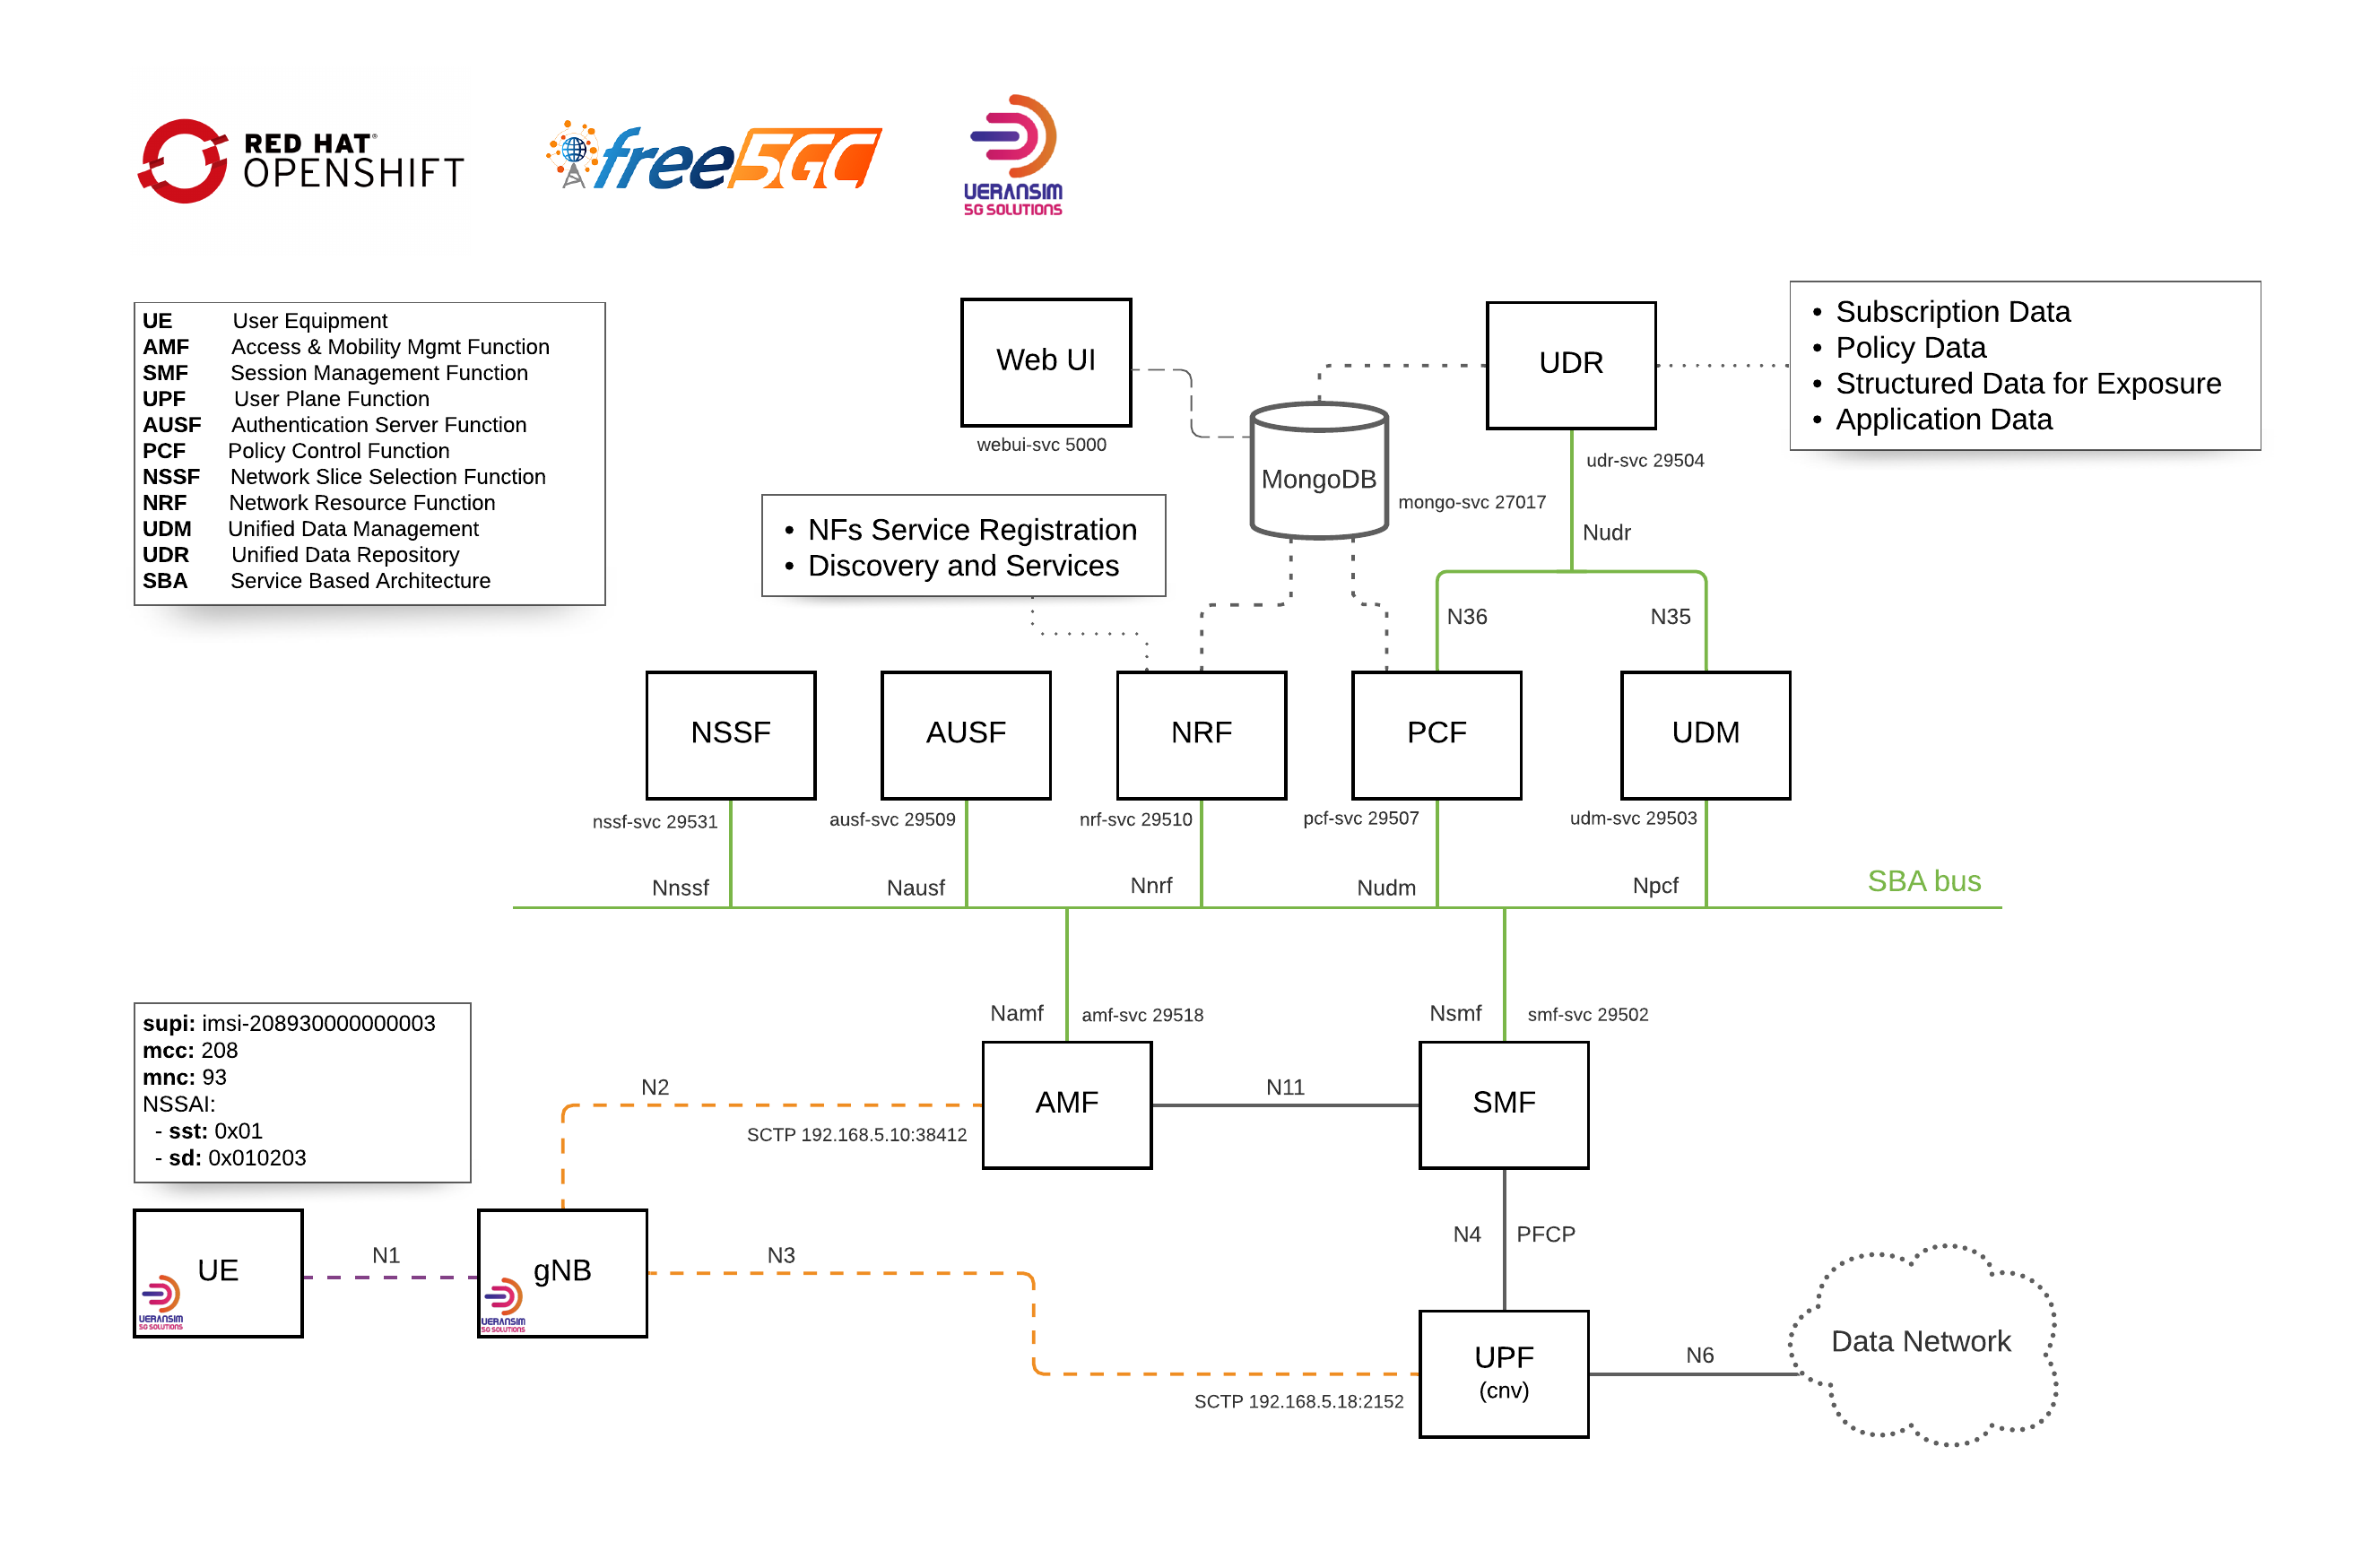 RED HAT®
OPENSHIFT
free5GC
UERANSIM
5G SOLUTIONS
UE User Equipment
AMF Access & Mobility Mgmt Function
SMF Session Management Function
UPF User Plane Function
AUSF Authentication Server Function
PCF Policy Control Function
NSSF Network Slice Selection Function
NRF Network Resource Function
UDM Unified Data Management
UDR Unified Data Repository
SBA Service Based Architecture
Web UI
webui-svc 5000
UDR
udr-svc 29504
• Subscription Data
• Policy Data
• Structured Data for Exposure
• Application Data
MongoDB
mongo-svc 27017
• NFs Service Registration
• Discovery and Services
Nudr
N36
N35
NSSF
AUSF
NRF
PCF
UDM
nssf-svc 29531
ausf-svc 29509
nrf-svc 29510
pcf-svc 29507
udm-svc 29503
Nnssf
Nausf
Nnrf
Nudm
Npcf
SBA bus
Namf
amf-svc 29518
Nsmf
smf-svc 29502
supi: imsi-208930000000003
mcc: 208
mnc: 93
NSSAI:
- sst: 0x01
- sd: 0x010203
N2
SCTP 192.168.5.10:38412
AMF
N11
SMF
N4
PFCP
UE
UERANSIM
5G SOLUTIONS
N1
gNB
UERANSIM
5G SOLUTIONS
N3
SCTP 192.168.5.18:2152
UPF
(cnv)
N6
Data Network